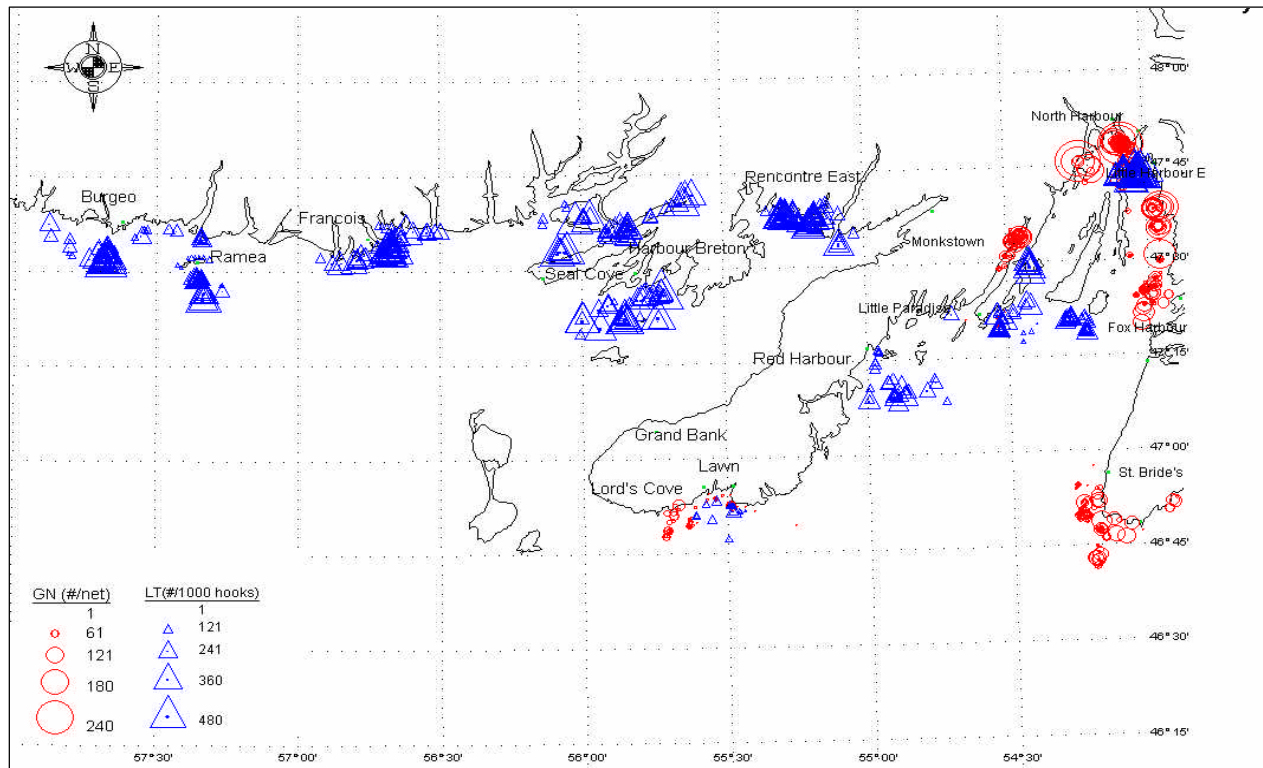 N
W E
S
48° 00'
North Harbour
47° 45'
Little Harbour E
Rencontre East
Burgeo
Francois
Monkstown
Harbour Breton
Ramea
Seal Cove
47° 30'
Little Paradise
Fox Harbour
47° 15'
Red Harbour
Grand Bank
47° 00'
Lawn
St. Bride's
Lord's Cove
46° 45'
GN (#/net) LT(#/1000 hooks)
1 1
61 121
121 241
180 360
240 480
46° 30'
46° 15'
57° 30' 57° 00' 56° 30' 56° 00' 55° 30' 55° 00' 54° 30'